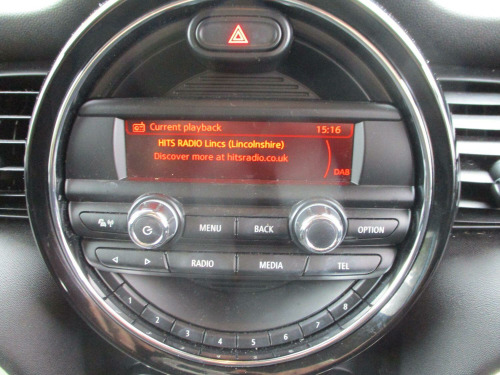 Current playback 15:16
HITS RADIO Lincs (Lincolnshire)
Discover more at hitsradio.co.uk
DAB
MENU BACK OPTION
RADIO MEDIA TEL
1 2 3 4 5 6 7 8